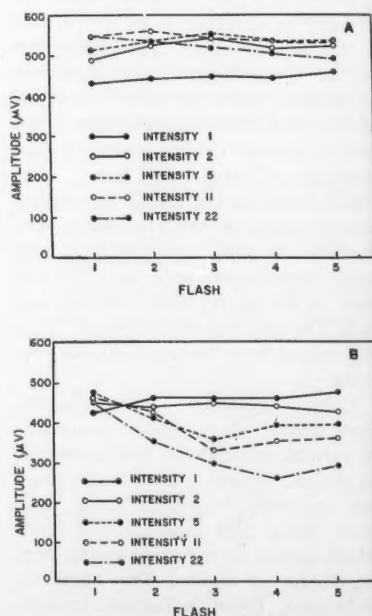 A
600
500
400
300
200
100
0
AMPLITUDE (μV)
INTENSITY 1
INTENSITY 2
INTENSITY 5
INTENSITY 11
INTENSITY 22
1 2 3 4 5
FLASH
B
600
500
400
300
200
100
0
AMPLITUDE (μV)
INTENSITY 1
INTENSITY 2
INTENSITY 5
INTENSITY 11
INTENSITY 22
1 2 3 4 5
FLASH